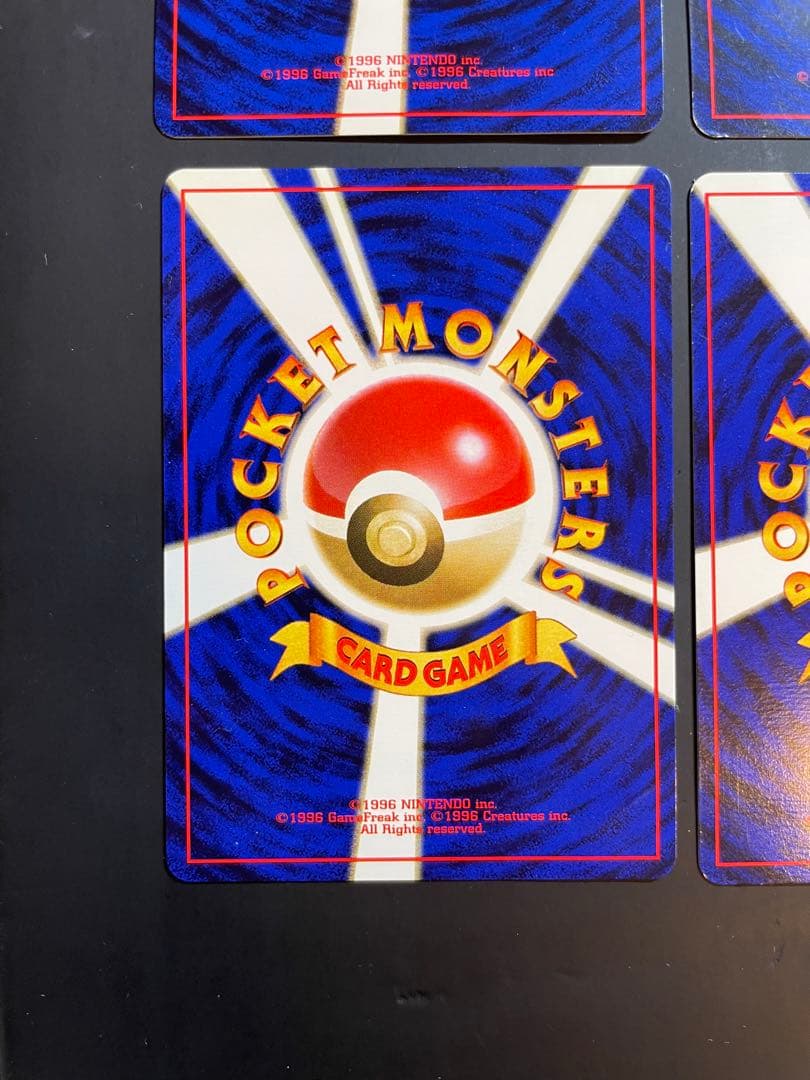 ©1996 NINTENDO inc.
©1996 GameFreak inc. ©1996 Creatures inc
All Rights reserved.
POCKET MONSTERS
CARD GAME
©1996 NINTENDO inc.
©1996 GameFreak inc. ©1996 Creatures inc.
All Rights reserved.
POCK